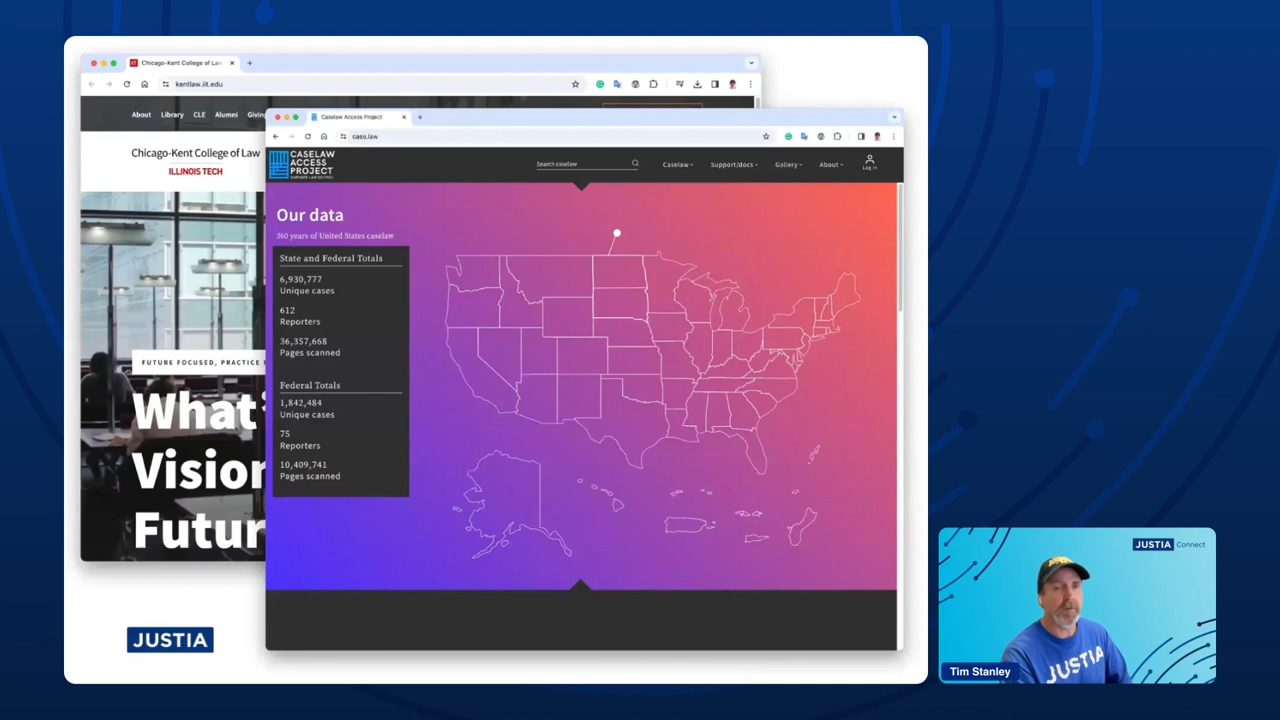 Chicago-Kent College of Law
kentlaw.iit.edu
About Library CLE Alumni Giving
Chicago-Kent College of Law
ILLINOIS TECH
FUTURE FOCUSED, PRACTICE
What
Vision
Futur
JUSTIA
Caselaw Access Project
case.law
CASELAW
ACCESS
PROJECT
HARVARD LAW SCHOOL
Search caselaw
Caselaw Support/docs Gallery About Log in
Our data
360 years of United States caselaw
State and Federal Totals
6,930,777
Unique cases
612
Reporters
36,357,668
Pages scanned
Federal Totals
1,842,484
Unique cases
75
Reporters
10,409,741
Pages scanned
JUSTIA Connect
JUSTIA
Tim Stanley